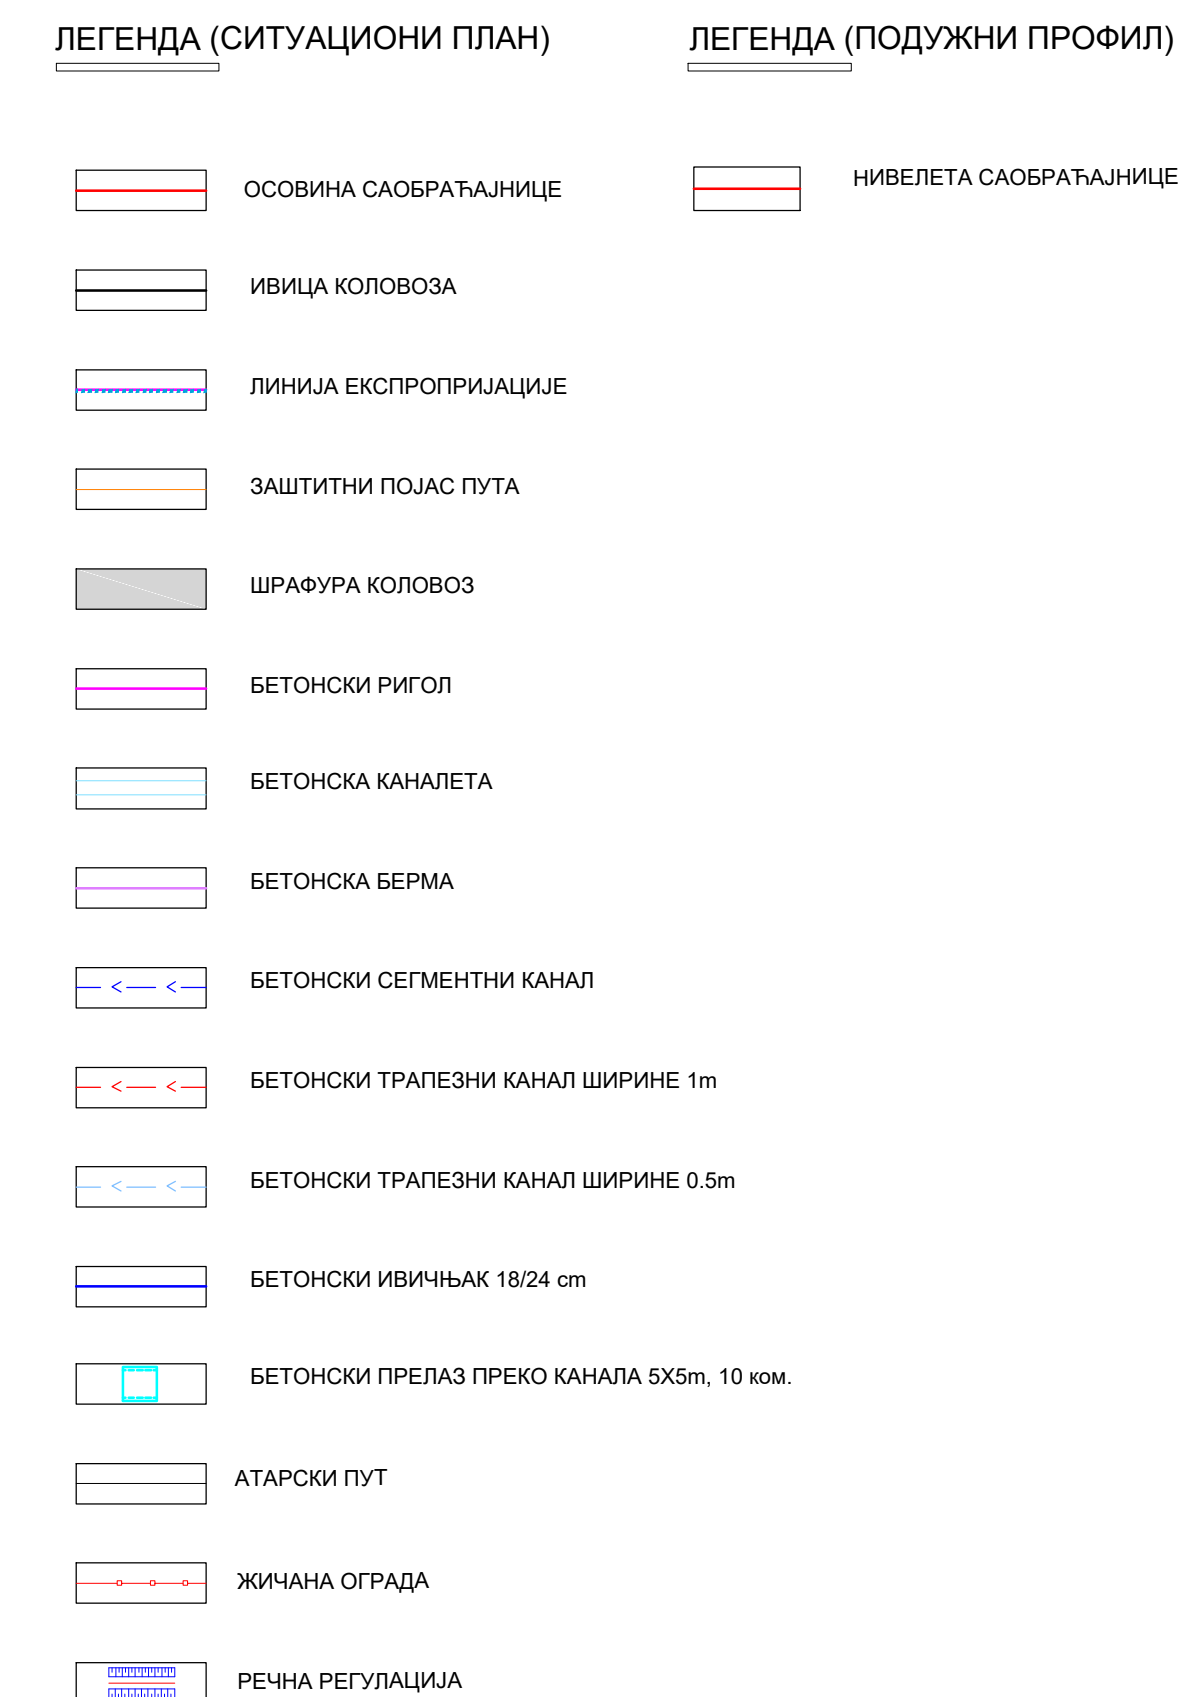 ЛЕГЕНДА (СИТУАЦИОНИ ПЛАН)
ОСОВИНА САОБРАЋАЈНИЦЕ
ИВИЦА КОЛОВОЗА
ЛИНИЈА ЕКСПРОПРИЈАЦИЈЕ
ЗАШТИТНИ ПОЈАС ПУТА
ШРАФУРА КОЛОВОЗ
БЕТОНСКИ РИГОЛ
БЕТОНСКА КАНАЛЕТА
БЕТОНСКА БЕРМА
БЕТОНСКИ СЕГМЕНТНИ КАНАЛ
БЕТОНСКИ ТРАПЕЗНИ КАНАЛ ШИРИНЕ 1m
БЕТОНСКИ ТРАПЕЗНИ КАНАЛ ШИРИНЕ 0.5m
БЕТОНСКИ ИВИЧЊАК 18/24 cm
БЕТОНСКИ ПРЕЛАЗ ПРЕКО КАНАЛА 5X5m, 10 ком.
АТАРСКИ ПУТ
ЖИЧАНА ОГРАДА
РЕЧНА РЕГУЛАЦИЈА
ЛЕГЕНДА (ПОДУЖНИ ПРОФИЛ)
НИВЕЛЕТА САОБРАЋАЈНИЦЕ